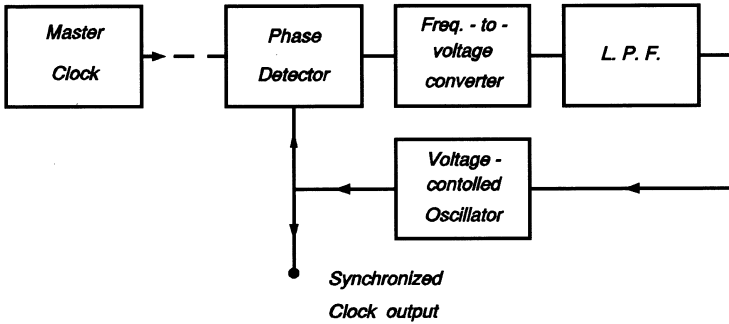 Master
Clock
Phase
Detector
Freq. - to -
voltage
converter
L. P. F.
Voltage -
contolled
Oscillator
Synchronized
Clock output